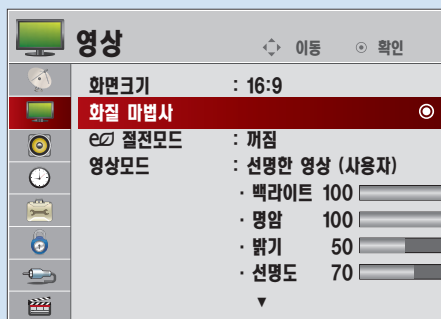 영상 이동 확인
화면크기 : 16:9
화질 마법사
e 절전모드 : 꺼짐
영상모드 : 선명한 영상 (사용자)
· 백라이트 100
· 명암 100
· 밝기 50
· 선명도 70